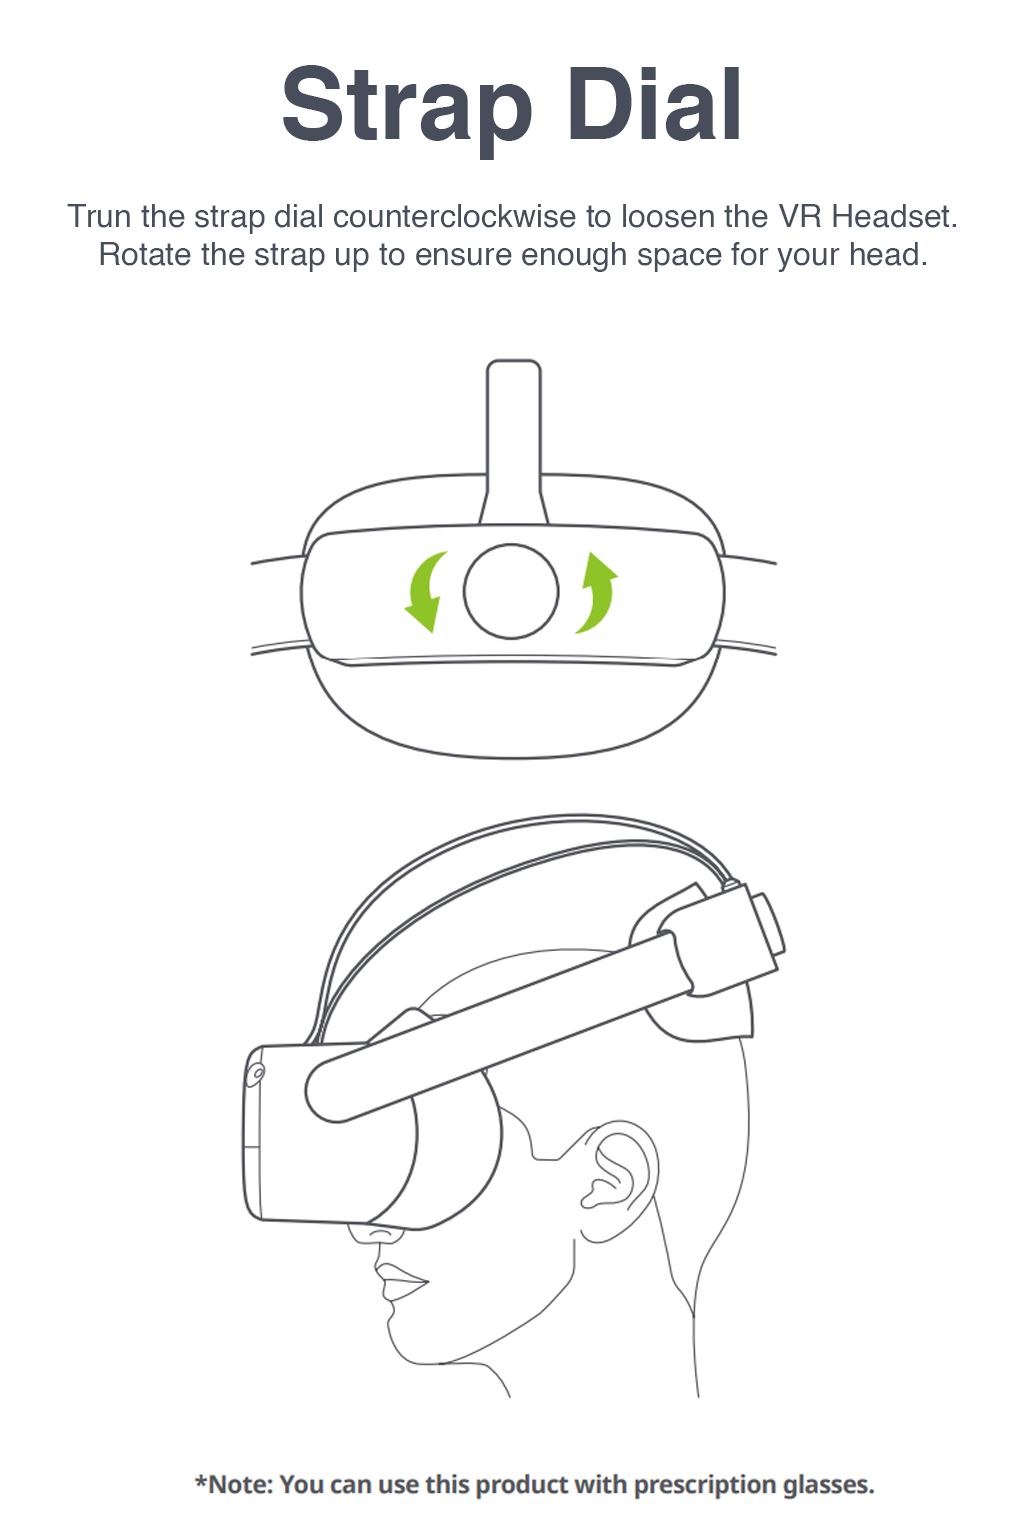 Strap Dial
Trun the strap dial counterclockwise to loosen the VR Headset.
Rotate the strap up to ensure enough space for your head.
*Note: You can use this product with prescription glasses.